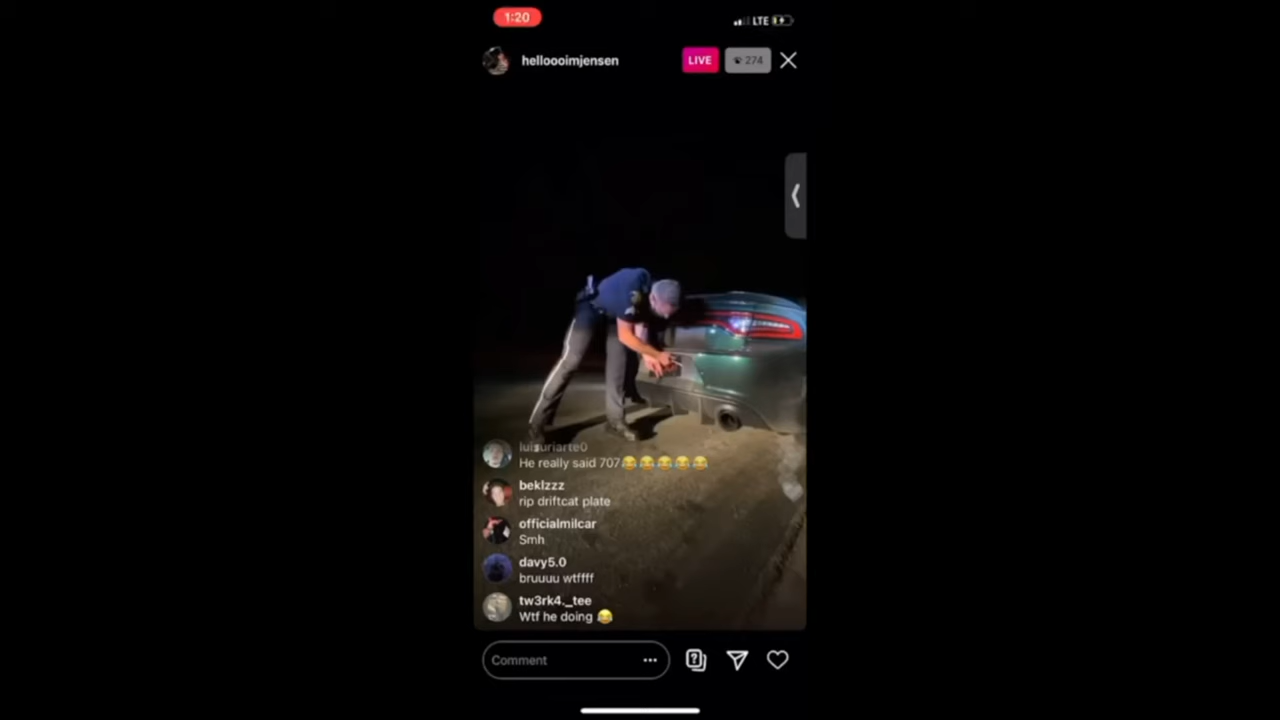 1:20
LTE
helloooimjensen
LIVE
274
luisuriarte0
He really said 707😂😂😂😂😂
beklzzz
rip driftcat plate
officialmilcar
Smh
davy5.0
bruuuu wtffff
tw3rk4._tee
Wtf he doing 😂
Comment